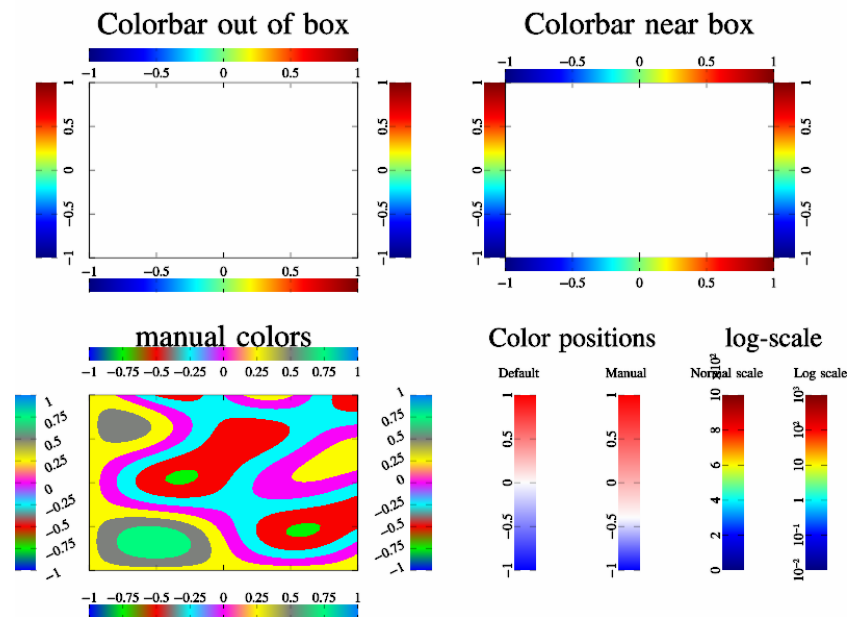 Colorbar out of box
−1 −0.5 0 0.5 1
1 0.5 0 −0.5 −1
1 0.5 0 −0.5 −1
−1 −0.5 0 0.5 1
Colorbar near box
−1 −0.5 0 0.5 1
1 0.5 0 −0.5 −1
1 0.5 0 −0.5 −1
−1 −0.5 0 0.5 1
manual colors
−1 −0.75 −0.5 −0.25 0 0.25 0.5 0.75 1
1 0.75 0.5 0.25 0 −0.25 −0.5 −0.75 −1
1 0.75 0.5 0.25 0 −0.25 −0.5 −0.75 −1
−1 −0.75 −0.5 −0.25 0 0.25 0.5 0.75 1
Color positions
Default
1 0.5 0 −0.5 −1
Manual
1 0.5 0 −0.5 −1
log-scale
Normal scale
10 8 6 4 2 0
Log scale
10³ 10² 10 1 10⁻¹ 10⁻²